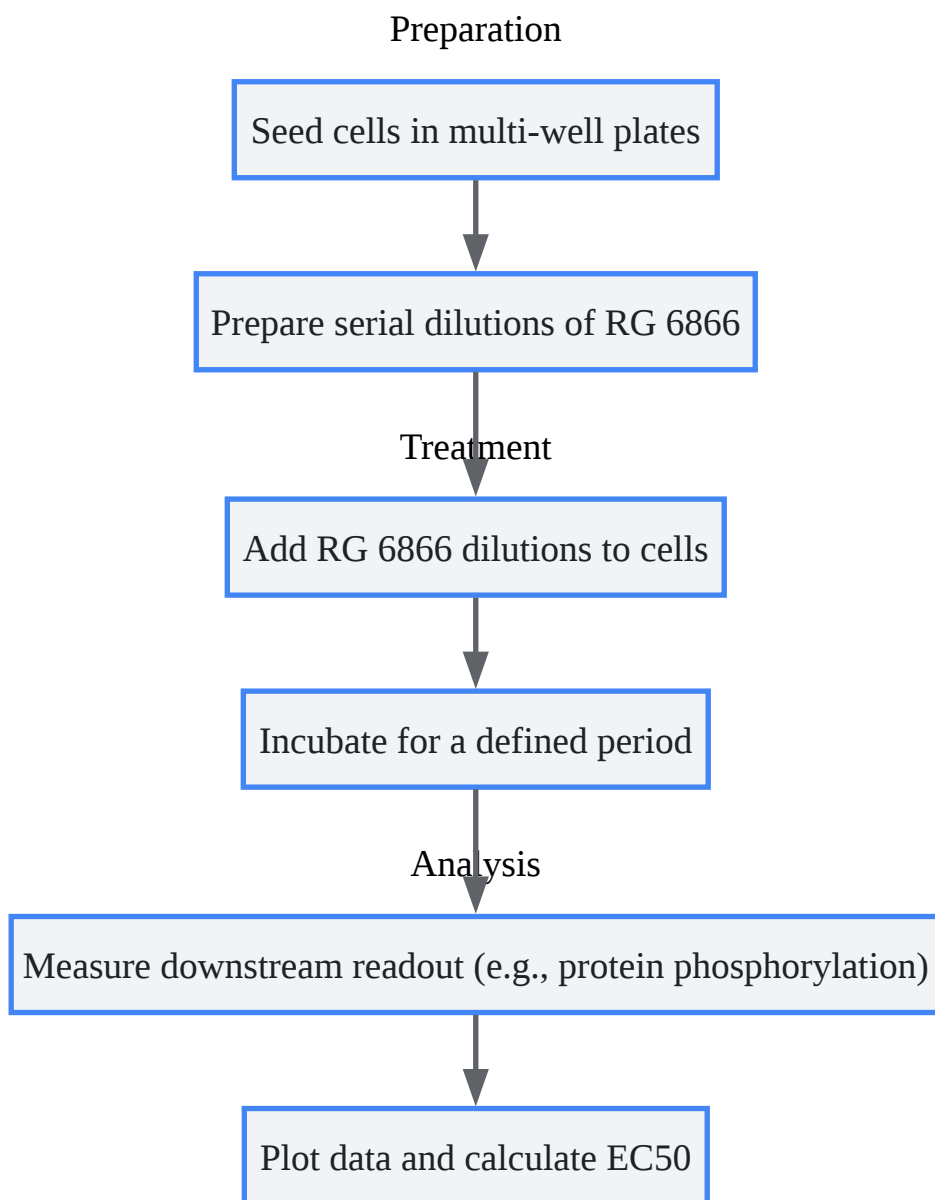 Preparation
Seed cells in multi-well plates
Prepare serial dilutions of RG 6866
Treatment
Add RG 6866 dilutions to cells
Incubate for a defined period
Analysis
Measure downstream readout (e.g., protein phosphorylation)
Plot data and calculate EC50